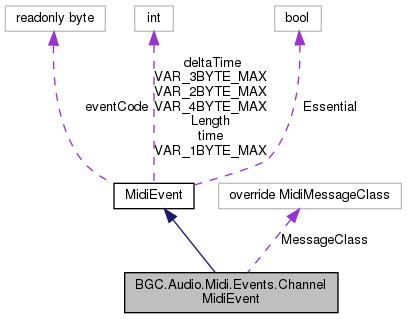 readonly byte
int
bool
deltaTime
VAR_3BYTE_MAX
VAR_2BYTE_MAX
eventCode
VAR_4BYTE_MAX
Essential
Length
time
VAR_1BYTE_MAX
MidiEvent
override MidiMessageClass
MessageClass
BGC.Audio.Midi.Events.Channel
MidiEvent